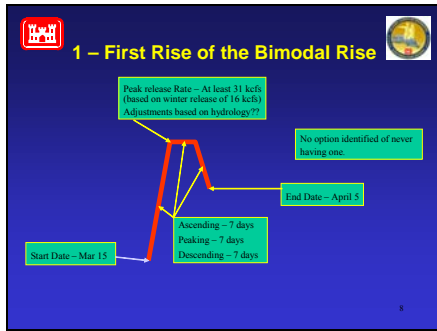 1 – First Rise of the Bimodal Rise
Peak release Rate – At least 31 kcfs
(based on winter release of 16 kcfs)
Adjustments based on hydrology??
No option identified of never
having one.
End Date – April 5
Ascending – 7 days
Peaking – 7 days
Descending – 7 days
Start Date – Mar 15
8